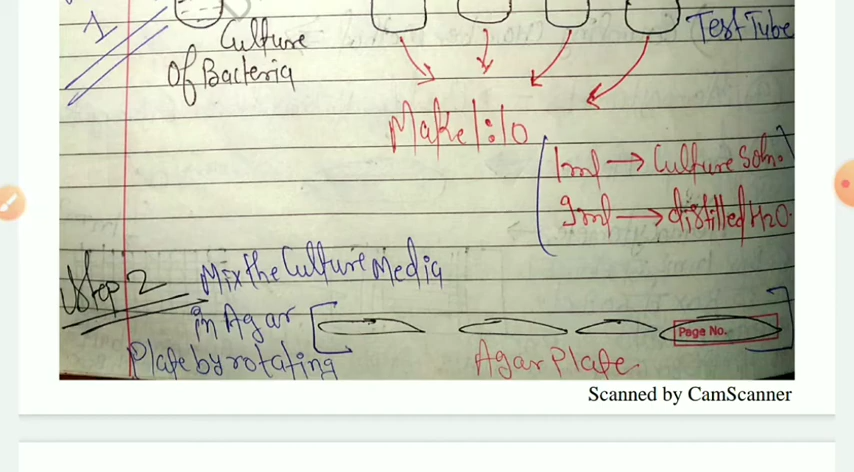 1
Culture
Of Bacteria
Test Tube
Make 1:10
1ml → Culture Soln.
9ml → distilled H2O.
Step 2
Mix the Culture Media
in Agar
Plate by rotating
Page No.
Agar Plate
Scanned by CamScanner